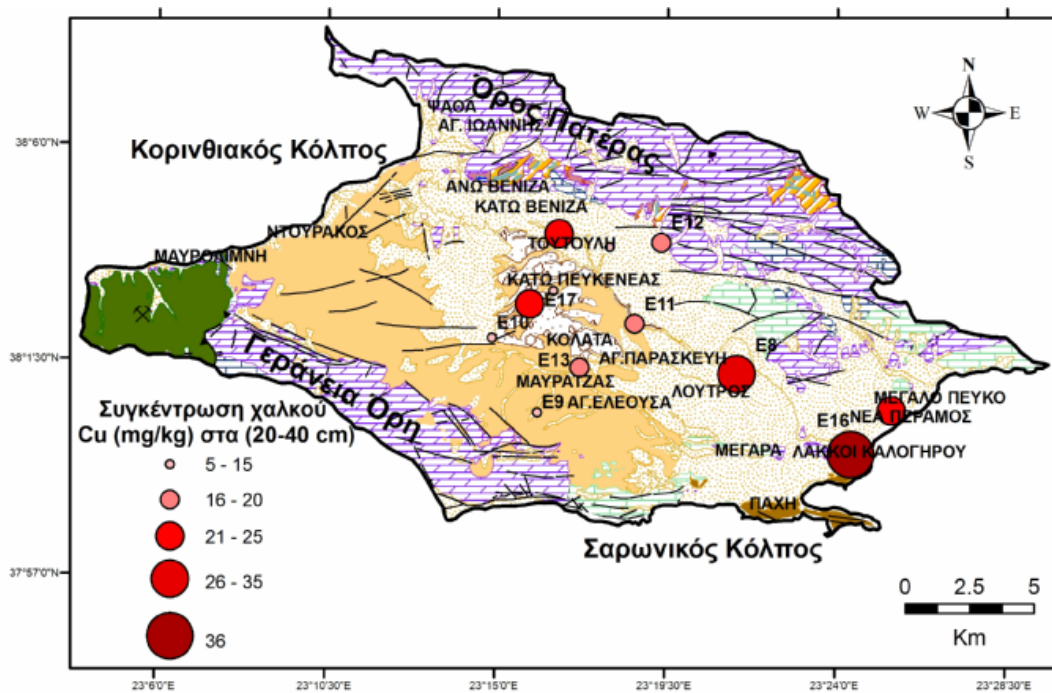 N
W
E
S
38°6'0"N
38°1'30"N
37°57'0"N
Όρος Πατέρας
ΨΑΘΑ
ΑΓ. ΙΩΑΝΝΗΣ
Κορινθιακός Κόλπος
ΑΝΩ ΒΕΝΙΖΑ
ΚΑΤΩ ΒΕΝΙΖΑ
E12
ΝΤΟΥΡΑΚΟΣ
ΤΟΥΤΟΥΛΗ
ΜΑΥΡΟΛΙΜΝΗ
ΚΑΤΩ ΠΕΥΚΕΝΕΑΣ
E17
E11
E10
ΚΟΛΑΤΑ
E8
E13
ΑΓ.ΠΑΡΑΣΚΕΥΗ
Γεράνεια Όρη
ΜΑΥΡΑΤΖΑΣ
ΛΟΥΤΡΟΣ
E9
ΑΓ.ΕΛΕΟΥΣΑ
ΜΕΓΑΛΟ ΠΕΥΚΟ
E16
ΝΕΑ ΠΕΡΑΜΟΣ
ΜΕΓΑΡΑ
ΛΑΚΚΟΙ ΚΑΛΟΓΗΡΟΥ
ΠΑΧΗ
Σαρωνικός Κόλπος
Συγκέντρωση χαλκού
Cu (mg/kg) στα (20-40 cm)
5 - 15
16 - 20
21 - 25
26 - 35
36
0 2.5 5
Km
23°6'0"E
23°10'30"E
23°15'0"E
23°19'30"E
23°24'0"E
23°28'30"E